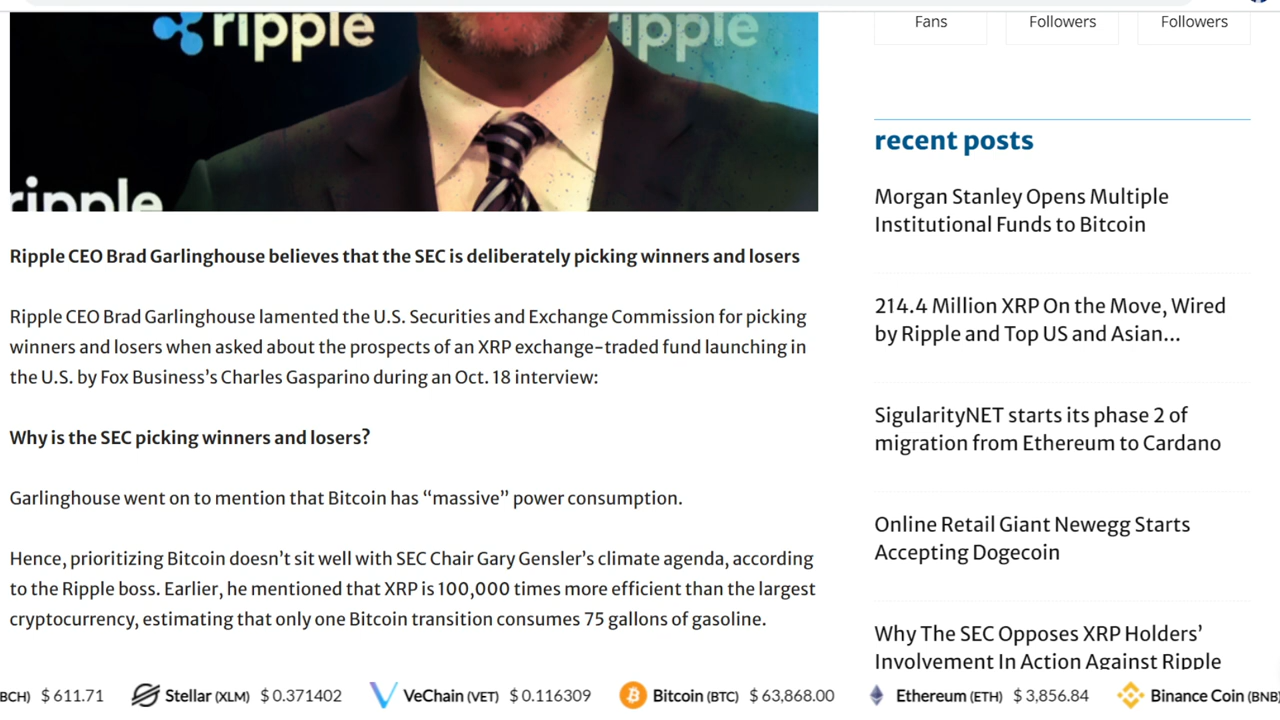 ripple
ripple
ripple
Ripple CEO Brad Garlinghouse believes that the SEC is deliberately picking winners and losers
Ripple CEO Brad Garlinghouse lamented the U.S. Securities and Exchange Commission for picking
winners and losers when asked about the prospects of an XRP exchange-traded fund launching in
the U.S. by Fox Business’s Charles Gasparino during an Oct. 18 interview:
Why is the SEC picking winners and losers?
Garlinghouse went on to mention that Bitcoin has “massive” power consumption.
Hence, prioritizing Bitcoin doesn’t sit well with SEC Chair Gary Gensler’s climate agenda, according
to the Ripple boss. Earlier, he mentioned that XRP is 100,000 times more efficient than the largest
cryptocurrency, estimating that only one Bitcoin transition consumes 75 gallons of gasoline.
Fans Followers Followers
recent posts
Morgan Stanley Opens Multiple
Institutional Funds to Bitcoin
214.4 Million XRP On the Move, Wired
by Ripple and Top US and Asian...
SigularityNET starts its phase 2 of
migration from Ethereum to Cardano
Online Retail Giant Newegg Starts
Accepting Dogecoin
Why The SEC Opposes XRP Holders’
Involvement In Action Against Ripple
BCH) $ 611.71 Stellar (XLM) $ 0.371402 VeChain (VET) $ 0.116309 Bitcoin (BTC) $ 63,868.00 Ethereum (ETH) $ 3,856.84 Binance Coin (BNB